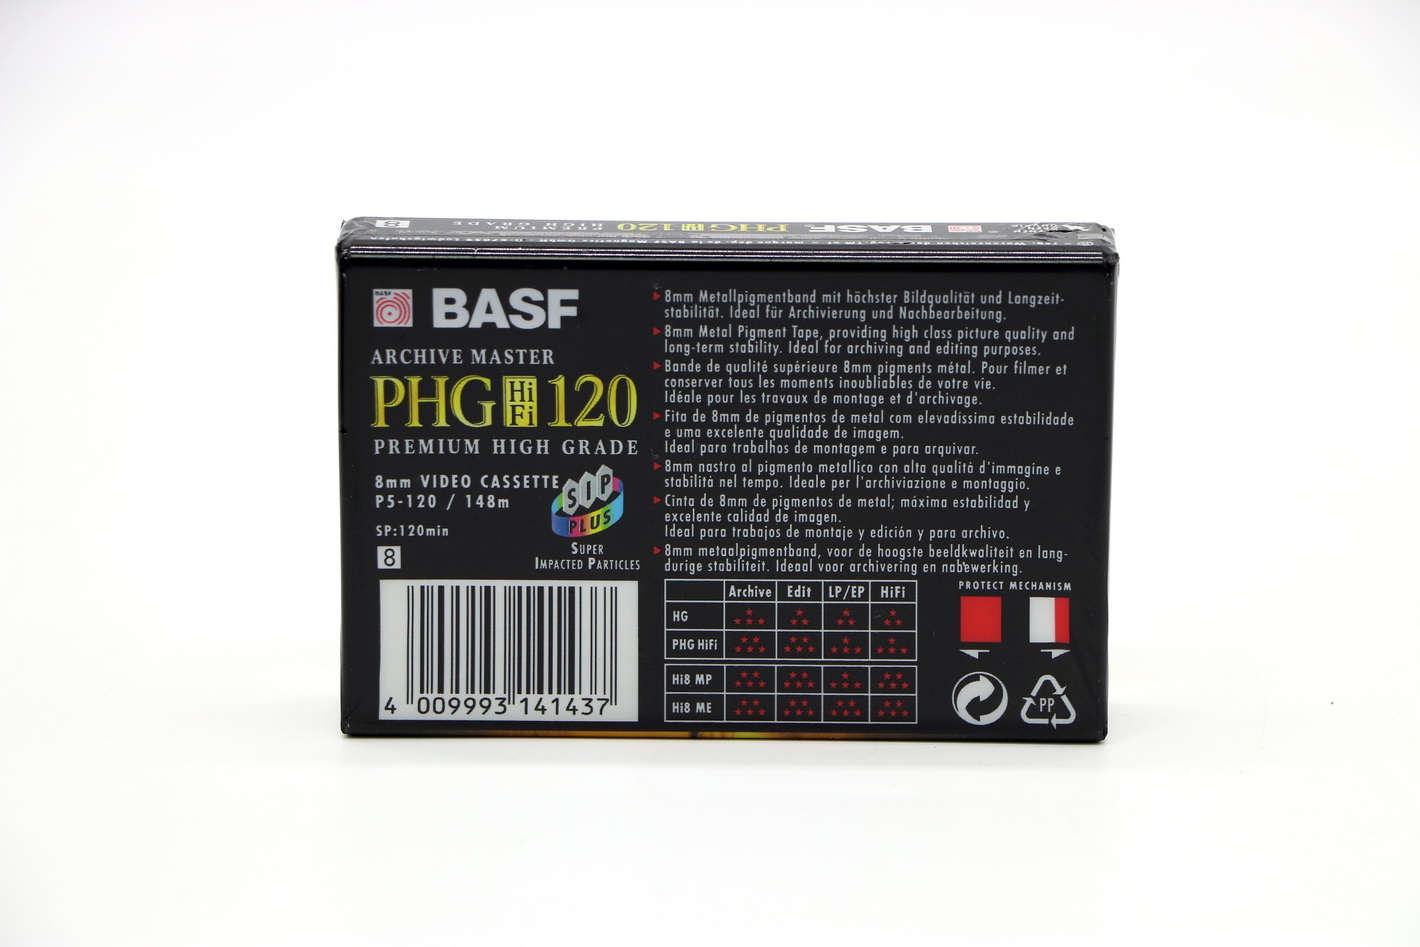 8
PREMIUM
HIGH GRADE
PHG HiFi 120
BASF
BASF
BASF
ARCHIVE MASTER
PHG HiFi 120
PREMIUM HIGH GRADE
8mm VIDEO CASSETTE
P5-120 / 148m
SP:120min
8
SIP
PLUS
SUPER
IMPACTED PARTICLES
4 009993 141437
8mm Metallpigmentband mit höchster Bildqualität und Langzeit-
stabilität. Ideal für Archivierung und Nachbearbeitung.
8mm Metal Pigment Tape, providing high class picture quality and
long-term stability. Ideal for archiving and editing purposes.
Bande de qualité supérieure 8mm pigments métal. Pour filmer et
conserver tous les moments inoubliables de votre vie.
Idéale pour les travaux de montage et d'archivage.
Fita de 8mm de pigmentos de metal com elevadíssima estabilidade
e uma excelente qualidade de imagem.
Ideal para trabalhos de montagem e para arquivar.
8mm nastro al pigmento metallico con alta qualità d'immagine e
stabilità nel tempo. Ideale per l'archiviazione e montaggio.
Cinta de 8mm de pigmentos de metal; máxima estabilidad y
excelente calidad de imagen.
Ideal para trabajos de montaje y edición y para archivo.
8mm metaalpigmentband, voor de hoogste beeldkwaliteit en lang-
durige stabiliteit. Ideaal voor archivering en nabewerking.
Archive Edit LP/EP HiFi
HG
PHG HiFi
Hi8 MP
Hi8 ME
PROTECT MECHANISM
PP